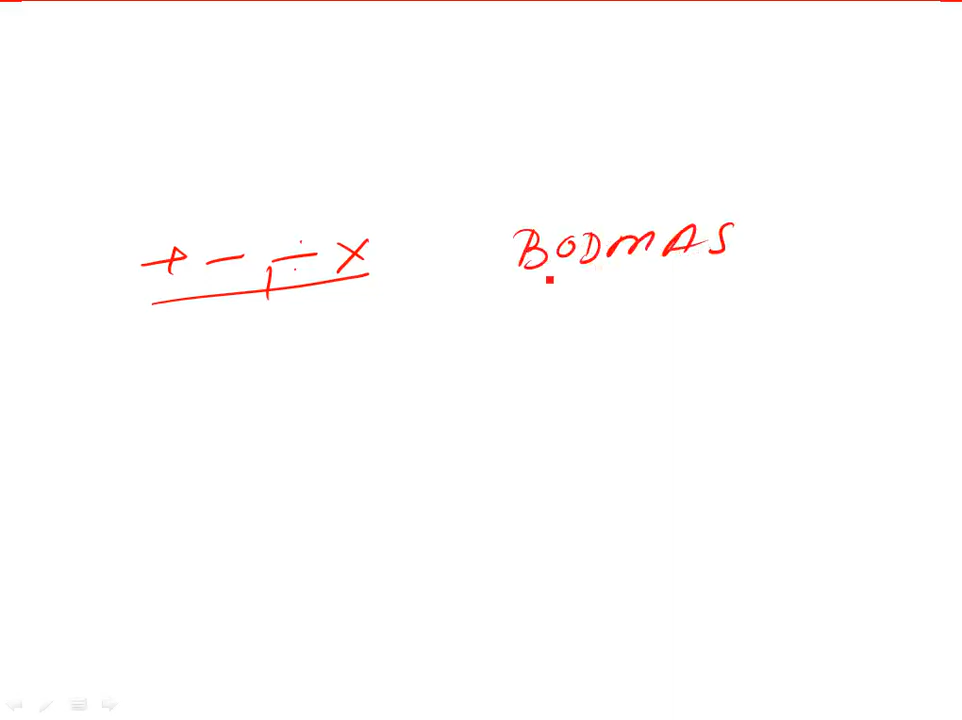 + - , ÷ × BODMAS